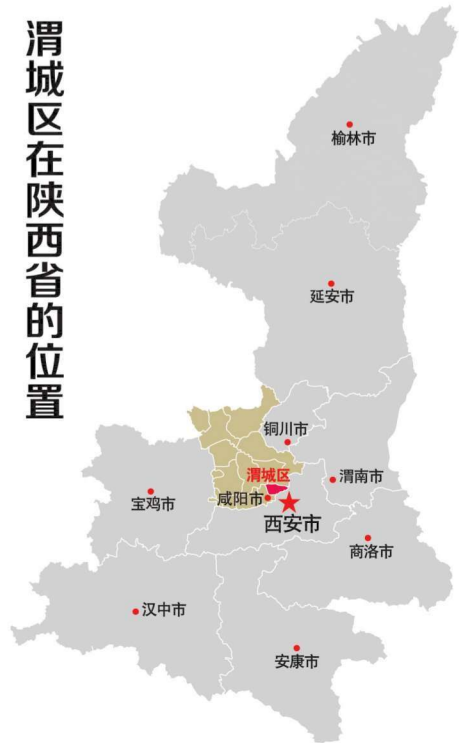 渭城区在陕西省的位置
榆林市
延安市
铜川市
渭城区
渭南市
咸阳市
宝鸡市
西安市
商洛市
汉中市
安康市